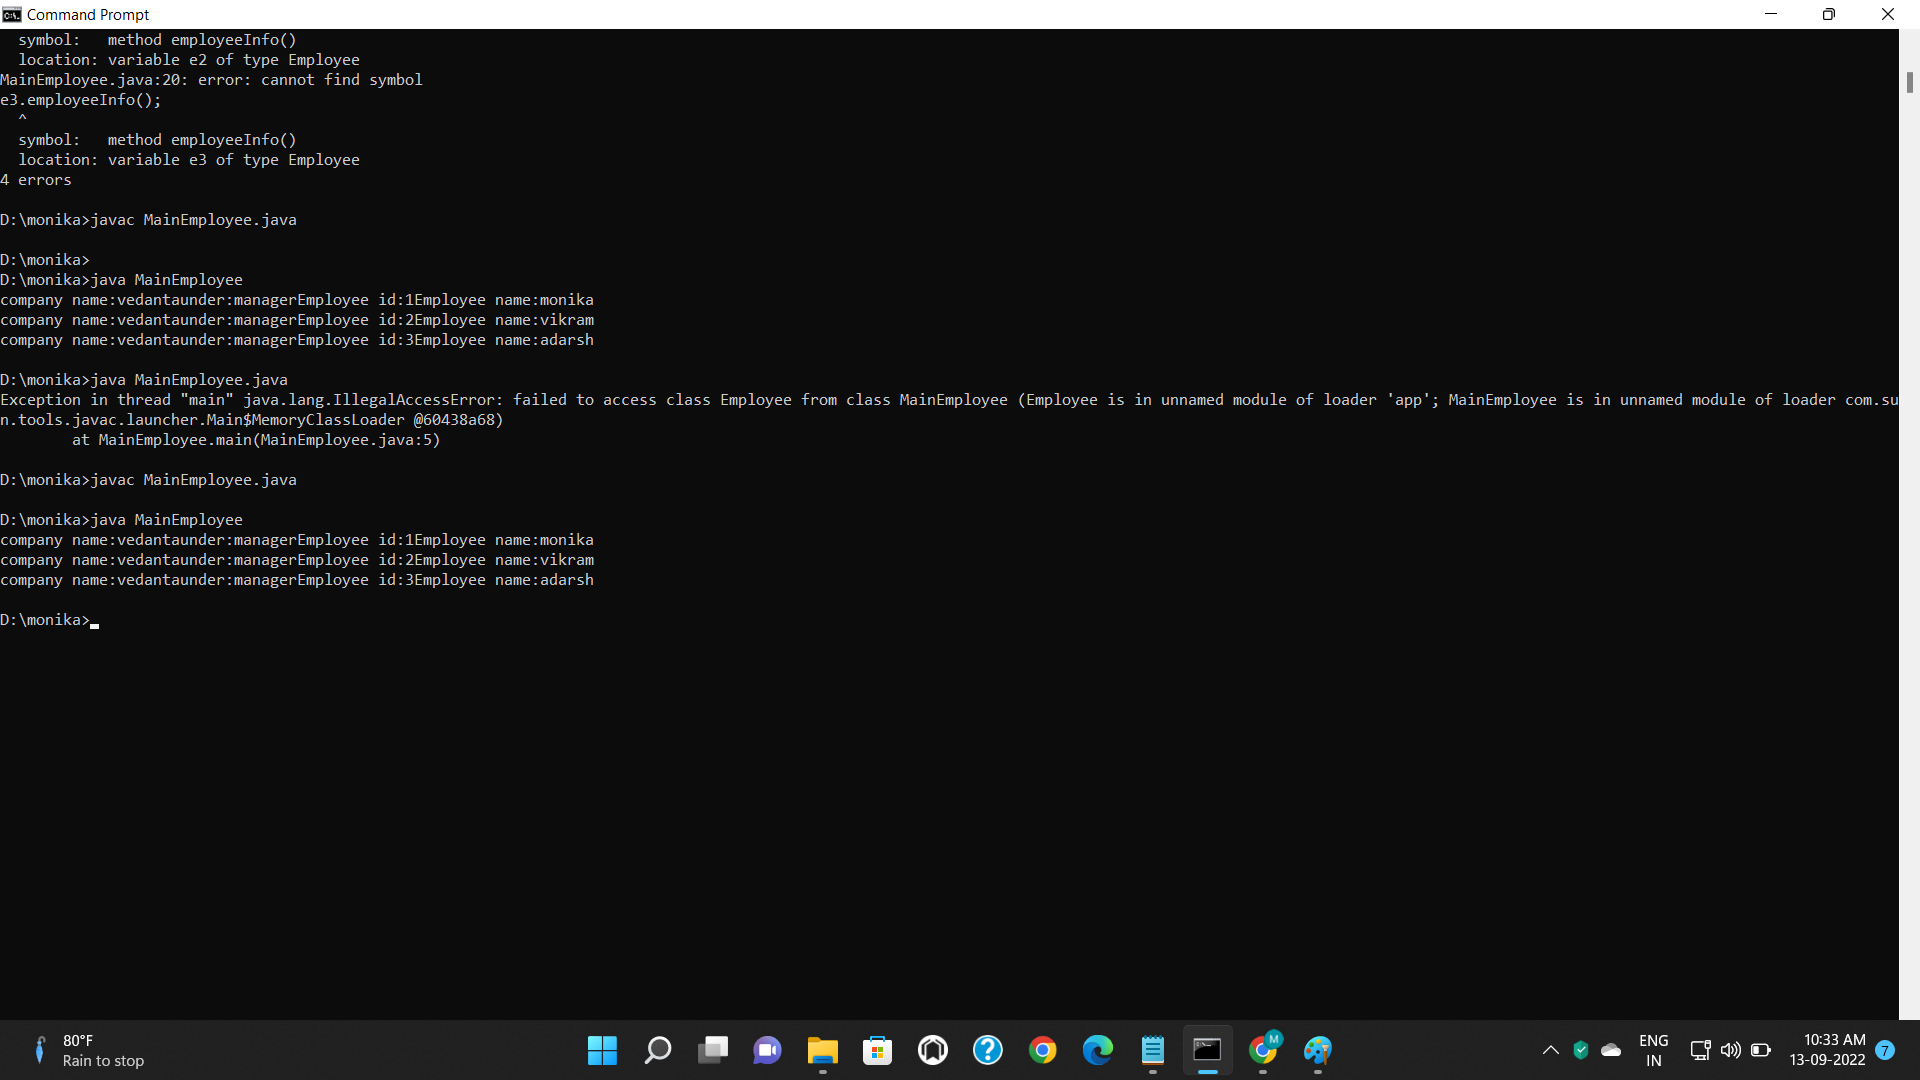 Command Prompt
symbol:   method employeeInfo()
location: variable e2 of type Employee
MainEmployee.java:20: error: cannot find symbol
e3.employeeInfo();
^
symbol:   method employeeInfo()
location: variable e3 of type Employee
4 errors
D:\monika>javac MainEmployee.java
D:\monika>
D:\monika>java MainEmployee
company name:vedantaunder:managerEmployee id:1Employee name:monika
company name:vedantaunder:managerEmployee id:2Employee name:vikram
company name:vedantaunder:managerEmployee id:3Employee name:adarsh
D:\monika>java MainEmployee.java
Exception in thread "main" java.lang.IllegalAccessError: failed to access class Employee from class MainEmployee (Employee is in unnamed module of loader 'app'; MainEmployee is in unnamed module of loader com.su
n.tools.javac.launcher.Main$MemoryClassLoader @60438a68)
at MainEmployee.main(MainEmployee.java:5)
D:\monika>javac MainEmployee.java
D:\monika>java MainEmployee
company name:vedantaunder:managerEmployee id:1Employee name:monika
company name:vedantaunder:managerEmployee id:2Employee name:vikram
company name:vedantaunder:managerEmployee id:3Employee name:adarsh
D:\monika>
80°F
Rain to stop
M
ENG
IN
10:33 AM
13-09-2022
7